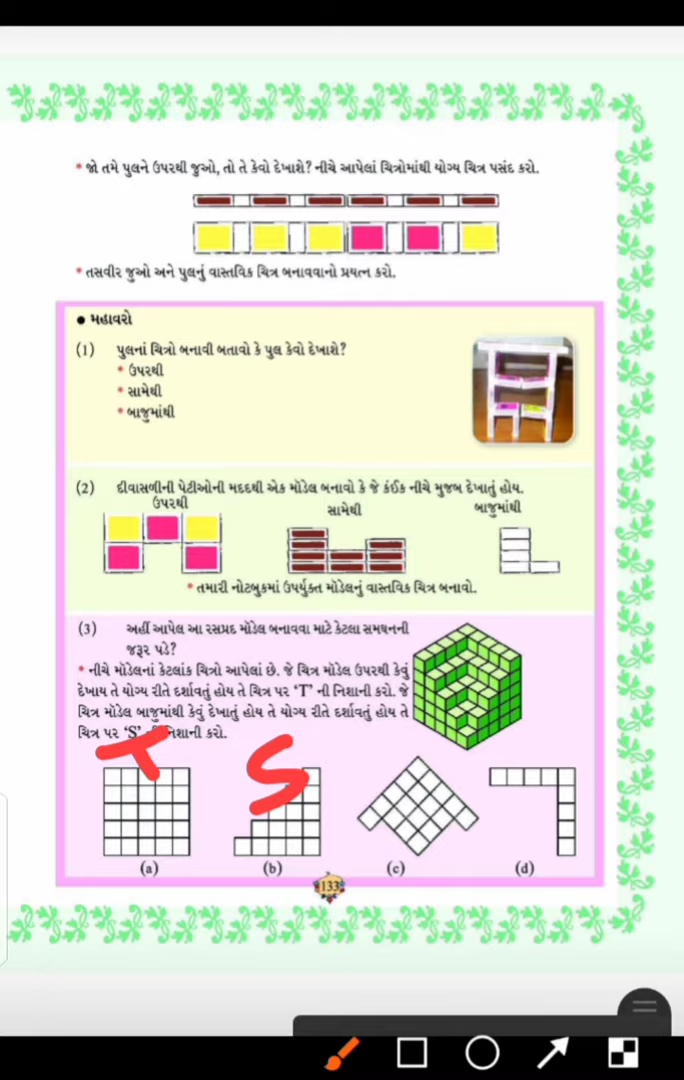 * જો તમે પુલને ઉપરથી જુઓ, તો તે કેવો દેખાશે? નીચે આપેલાં ચિત્રોમાંથી યોગ્ય ચિત્ર પસંદ કરો.
* તસવીર જુઓ અને પુલનું વાસ્તવિક ચિત્ર બનાવવાનો પ્રયત્ન કરો.
● મહાવરો
(1) પુલનાં ચિત્રો બનાવી બતાવો કે પુલ કેવો દેખાશે?
* ઉપરથી
* સામેથી
* બાજુમાંથી
(2) દીવાસળીની પેટીઓની મદદથી એક મૉડેલ બનાવો કે જે કંઈક નીચે મુજબ દેખાતું હોય.
ઉપરથી સામેથી બાજુમાંથી
* તમારી નોટબુકમાં ઉપર્યુક્ત મૉડેલનું વાસ્તવિક ચિત્ર બનાવો.
(3) અહીં આપેલ આ રસપ્રદ મૉડેલ બનાવવા માટે કેટલા સમઘનની
જરૂર પડે?
* નીચે મૉડેલનાં કેટલાંક ચિત્રો આપેલાં છે. જે ચિત્ર મૉડેલ ઉપરથી કેવું
દેખાય તે યોગ્ય રીતે દર્શાવતું હોય તે ચિત્ર પર ‘T’ ની નિશાની કરો. જે
ચિત્ર મૉડેલ બાજુમાંથી કેવું દેખાતું હોય તે યોગ્ય રીતે દર્શાવતું હોય તે
ચિત્ર પર ‘S’ નિશાની કરો.
T S
(a) (b) (c) (d)
133